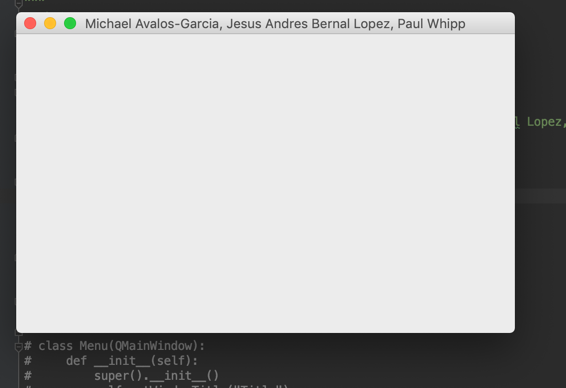 """
Michael Avalos-Garcia, Jesus Andres Bernal Lopez, Paul Whipp
l Lopez,
# class Menu(QMainWindow):
#     def __init__(self):
#         super().__init__()